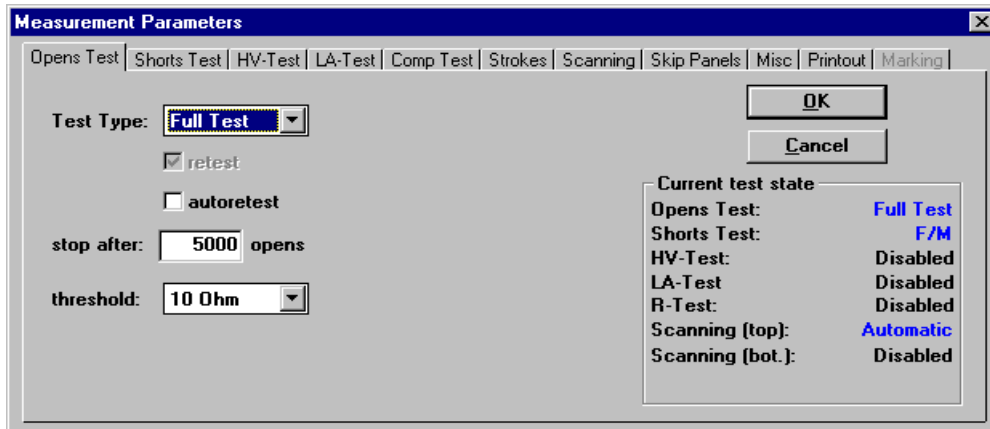 Measurement Parameters
Opens Test Shorts Test HV-Test LA-Test Comp Test Strokes Scanning Skip Panels Misc Printout Marking
Test Type: Full Test
retest
autoretest
stop after: 5000 opens
threshold: 10 Ohm
OK
Cancel
Current test state
Opens Test: Full Test
Shorts Test: F/M
HV-Test: Disabled
LA-Test Disabled
R-Test: Disabled
Scanning (top): Automatic
Scanning (bot.): Disabled